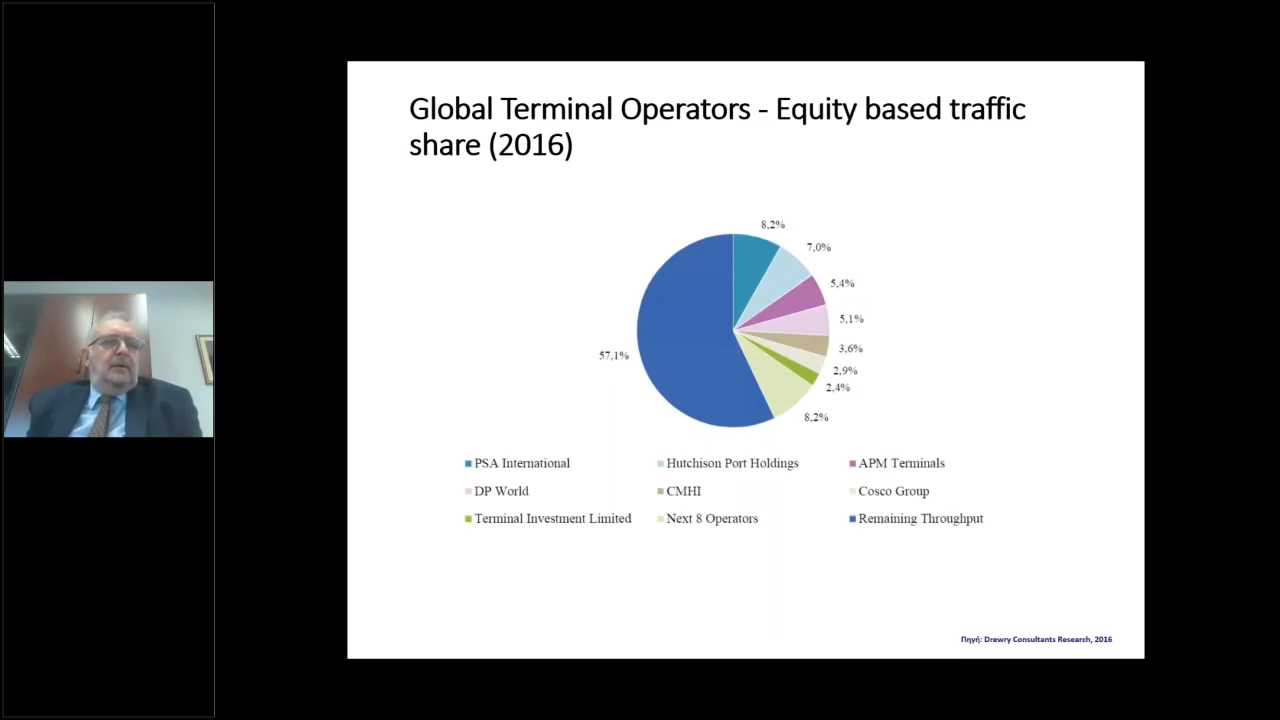 Global Terminal Operators - Equity based traffic
share (2016)
8,2%
7,0%
5,4%
5,1%
3,6%
2,9%
2,4%
8,2%
57,1%
PSA International
Hutchison Port Holdings
APM Terminals
DP World
CMHI
Cosco Group
Terminal Investment Limited
Next 8 Operators
Remaining Throughput
Πηγή: Drewry Consultants Research, 2016